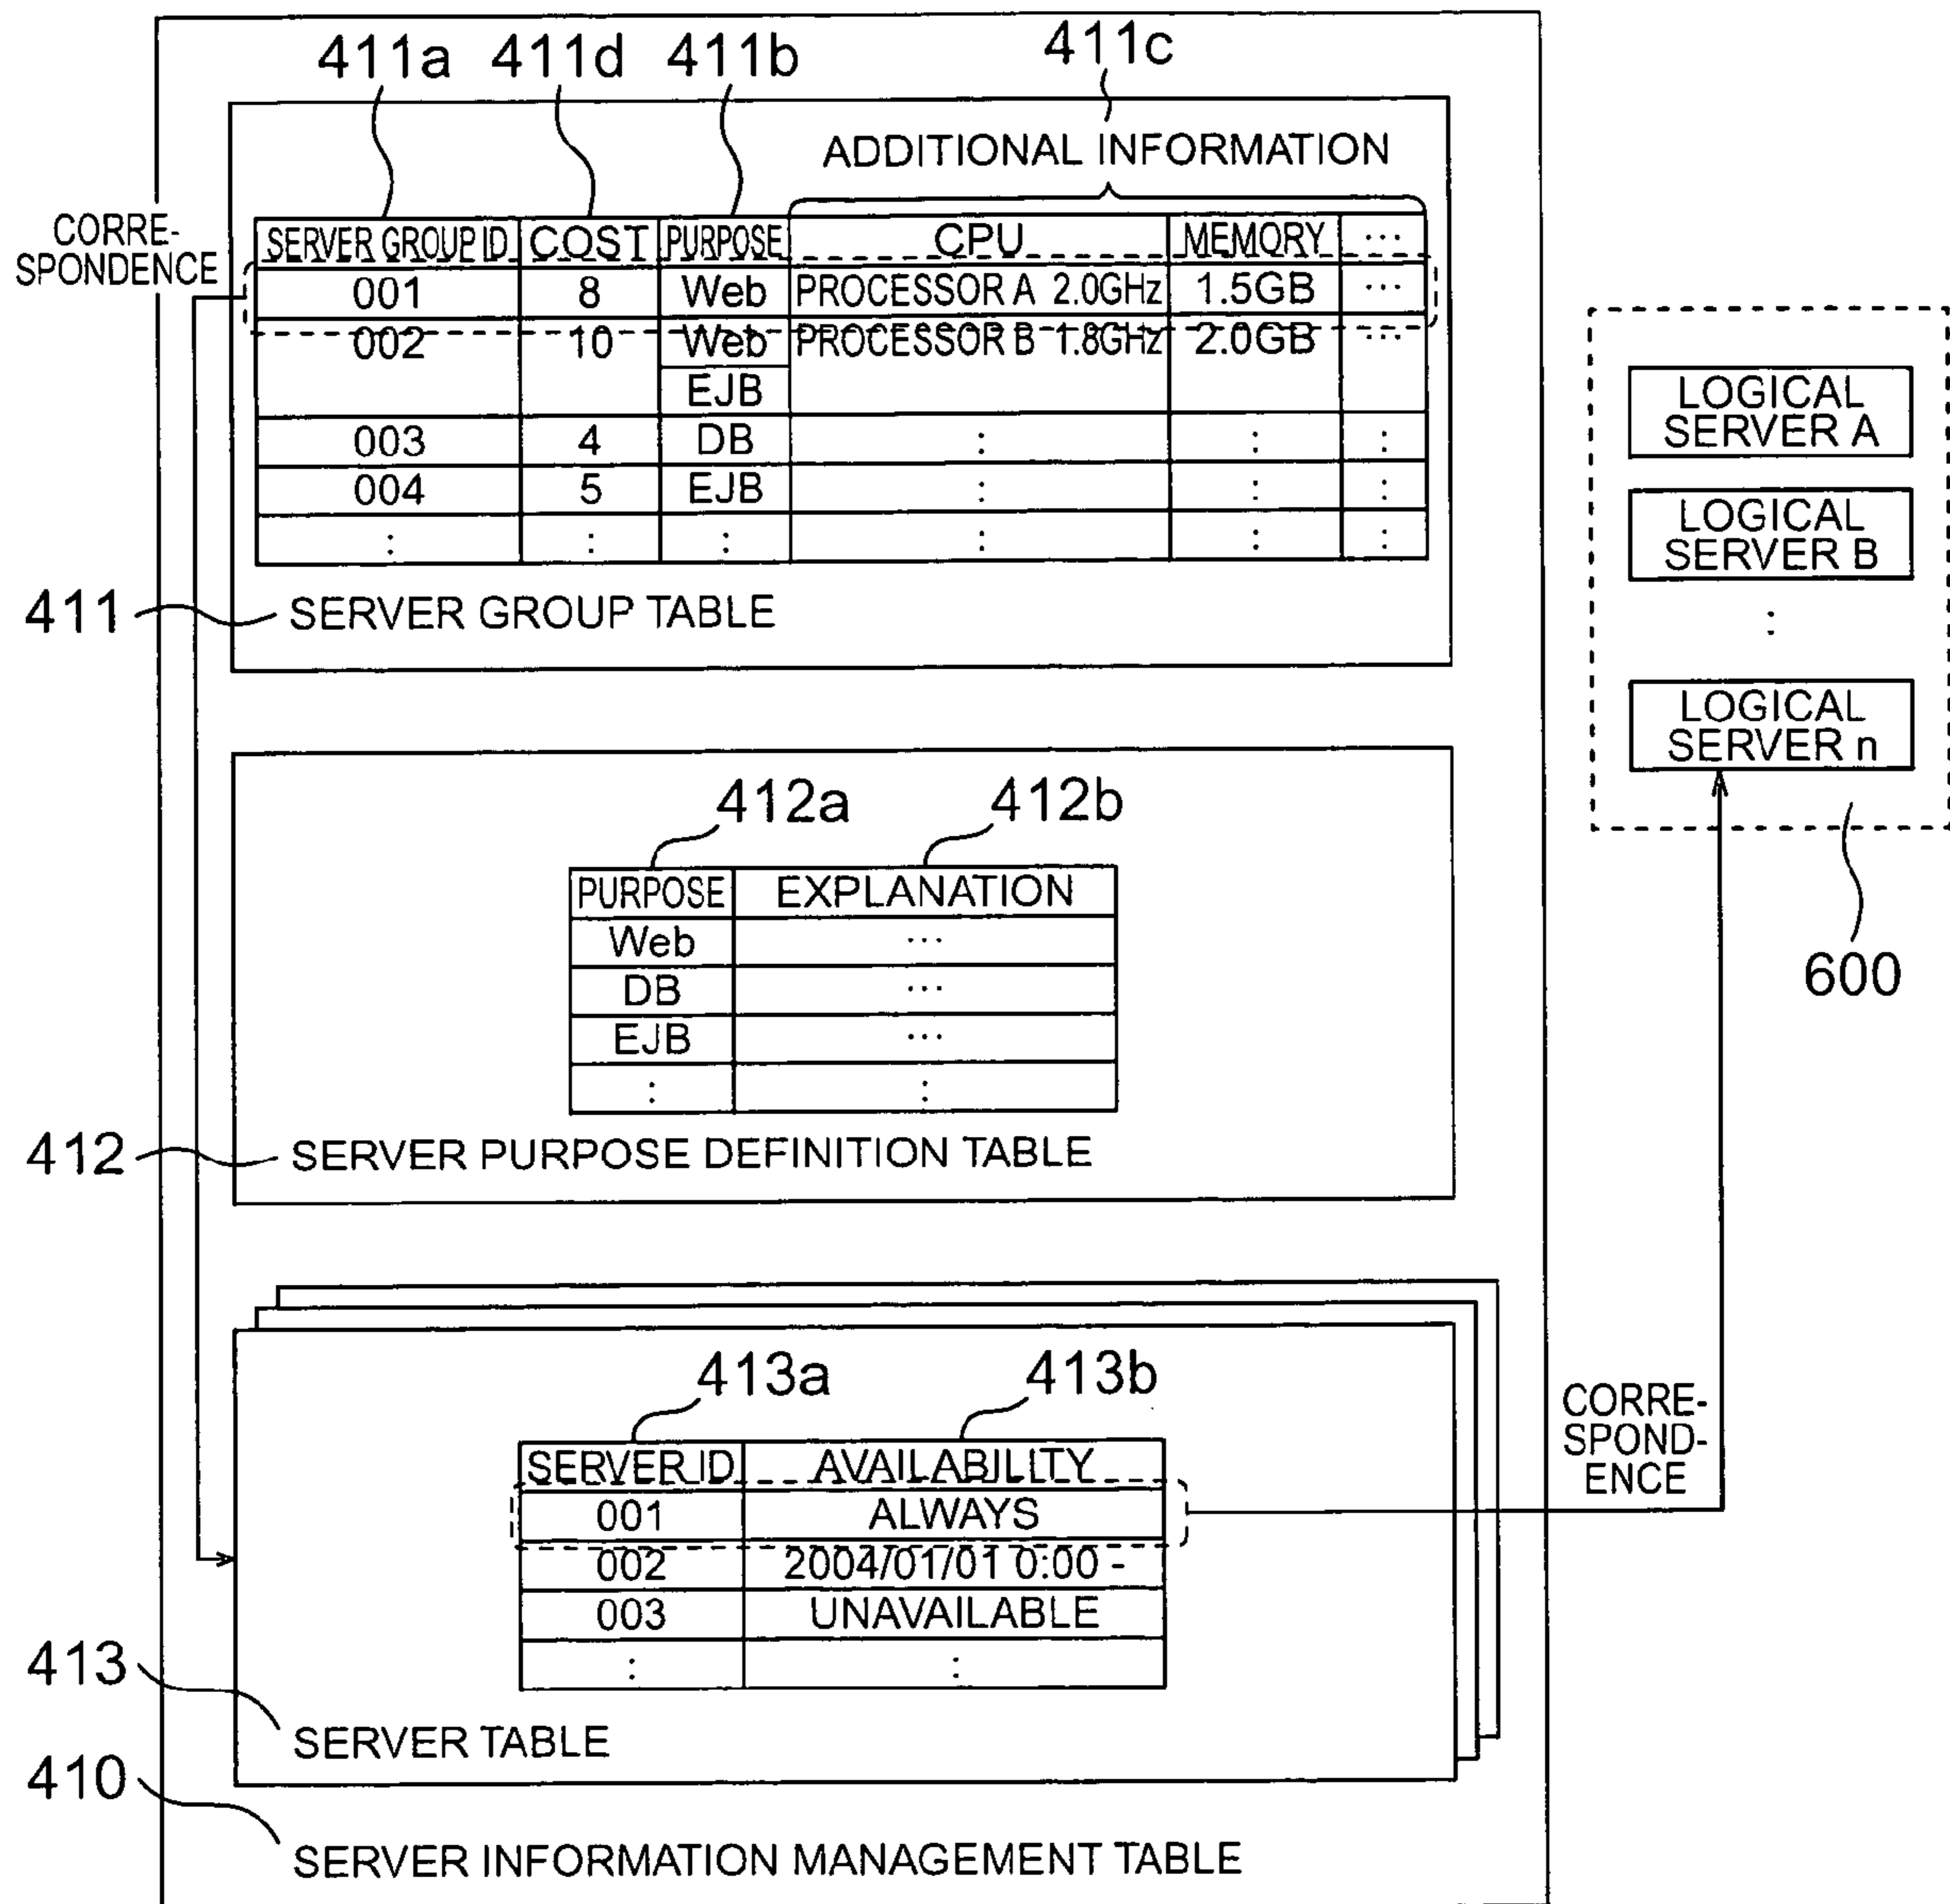 411a 411d 411b 411c
ADDITIONAL INFORMATION
CORRE-
SPONDENCE
SERVER GROUP ID COST PURPOSE CPU MEMORY ...
001 8 Web PROCESSOR A 2.0GHz 1.5GB ...
002 10 Web PROCESSOR B 1.8GHz 2.0GB ...
EJB
003 4 DB : : :
004 5 EJB : : :
: : : : : :
411 SERVER GROUP TABLE
LOGICAL
SERVER A
LOGICAL
SERVER B
:
LOGICAL
SERVER n
600
412a 412b
PURPOSE EXPLANATION
Web ...
DB ...
EJB ...
: :
412 SERVER PURPOSE DEFINITION TABLE
413a 413b
SERVER ID AVAILABILITY
001 ALWAYS
002 2004/01/01 0:00 -
003 UNAVAILABLE
: :
CORRE-
SPOND-
ENCE
413 SERVER TABLE
410 SERVER INFORMATION MANAGEMENT TABLE